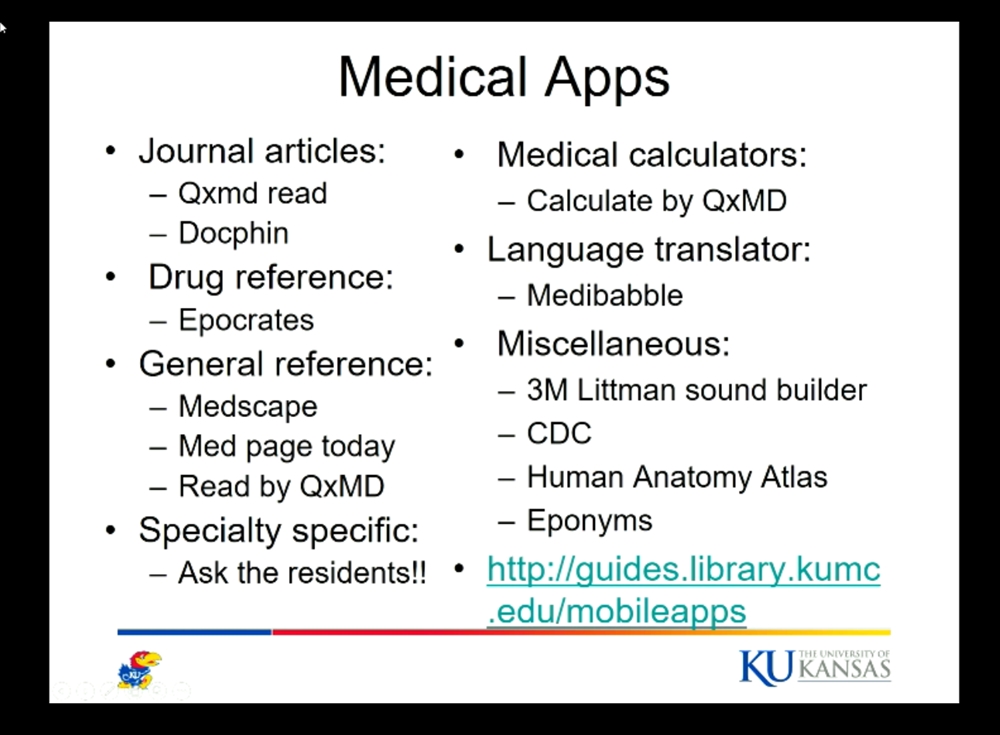 Medical Apps
• Journal articles:
– Qxmd read
– Docphin
• Drug reference:
– Epocrates
• General reference:
– Medscape
– Med page today
– Read by QxMD
• Specialty specific:
– Ask the residents!!
• Medical calculators:
– Calculate by QxMD
• Language translator:
– Medibabble
• Miscellaneous:
– 3M Littman sound builder
– CDC
– Human Anatomy Atlas
– Eponyms
• http://guides.library.kumc
.edu/mobileapps
KU
KU THE UNIVERSITY OF
KANSAS